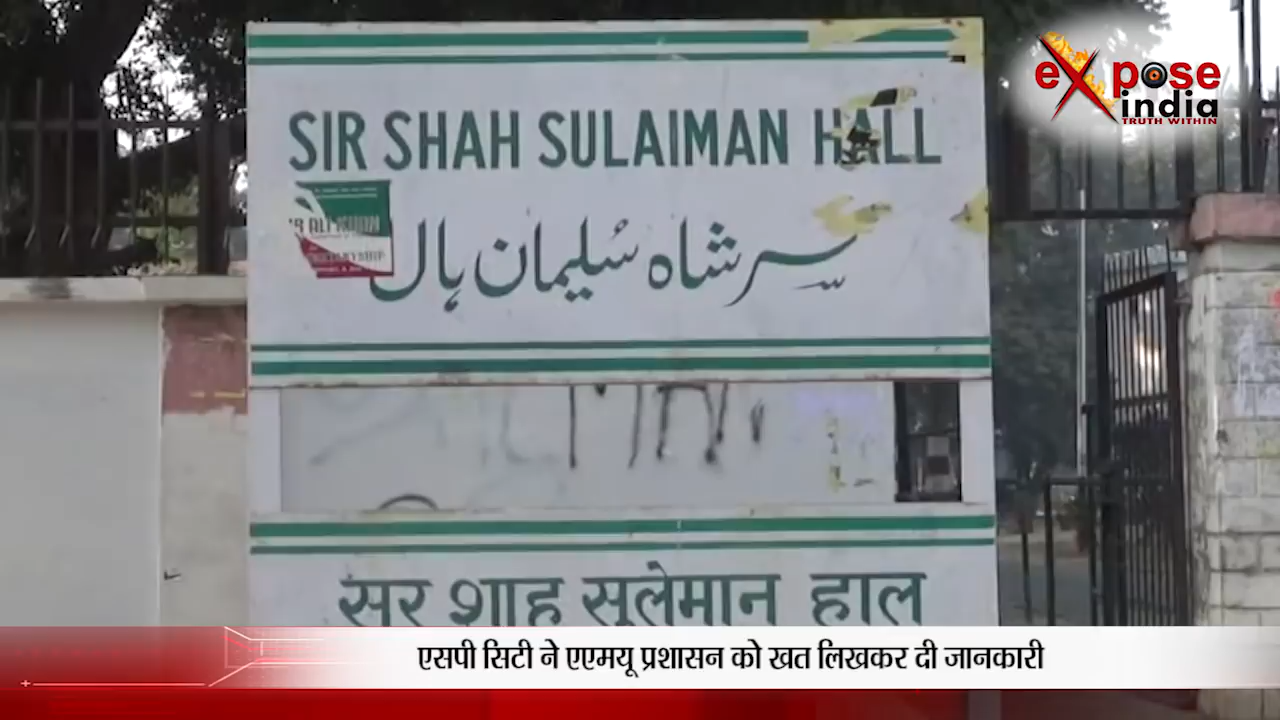 eXpose
india
TRUTH WITHIN
SIR SHAH SULAIMAN HALL
سر شاہ سُلیمان ہال
सर शाह सुलेमान हाल
एसपी सिटी ने एएमयू प्रशासन को खत लिखकर दी जानकारी